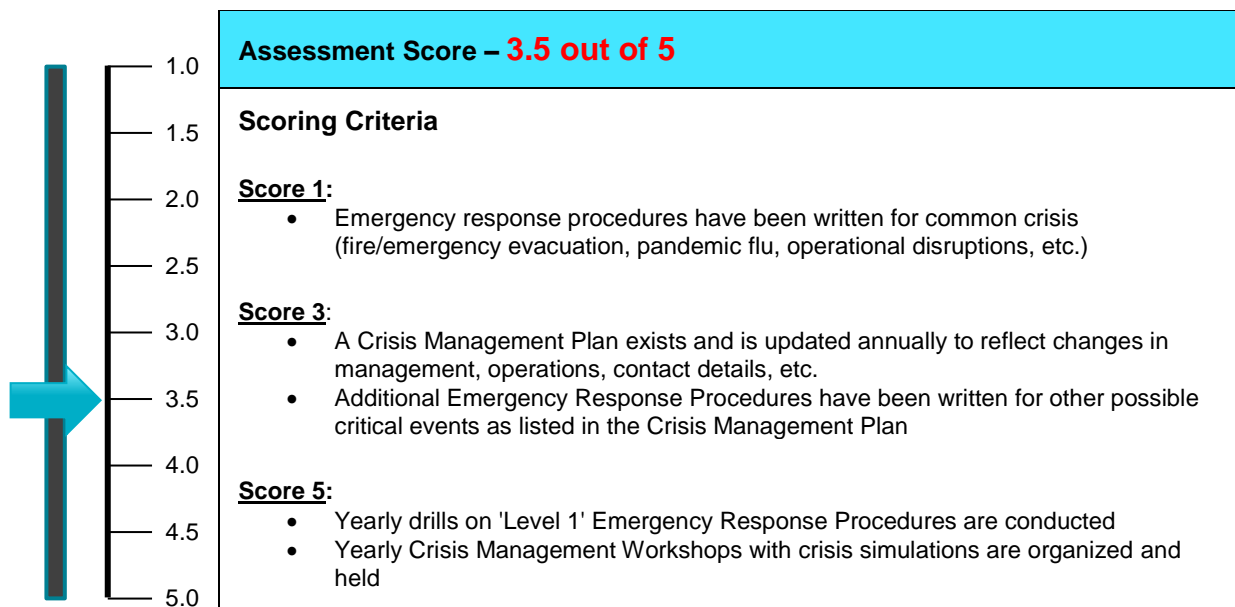 1.0
1.5
2.0
2.5
3.0
3.5
4.0
4.5
5.0
Assessment Score – 3.5 out of 5
Scoring Criteria
Score 1:
• Emergency response procedures have been written for common crisis
(fire/emergency evacuation, pandemic flu, operational disruptions, etc.)
Score 3:
• A Crisis Management Plan exists and is updated annually to reflect changes in
management, operations, contact details, etc.
• Additional Emergency Response Procedures have been written for other possible
critical events as listed in the Crisis Management Plan
Score 5:
• Yearly drills on 'Level 1' Emergency Response Procedures are conducted
• Yearly Crisis Management Workshops with crisis simulations are organized and
held